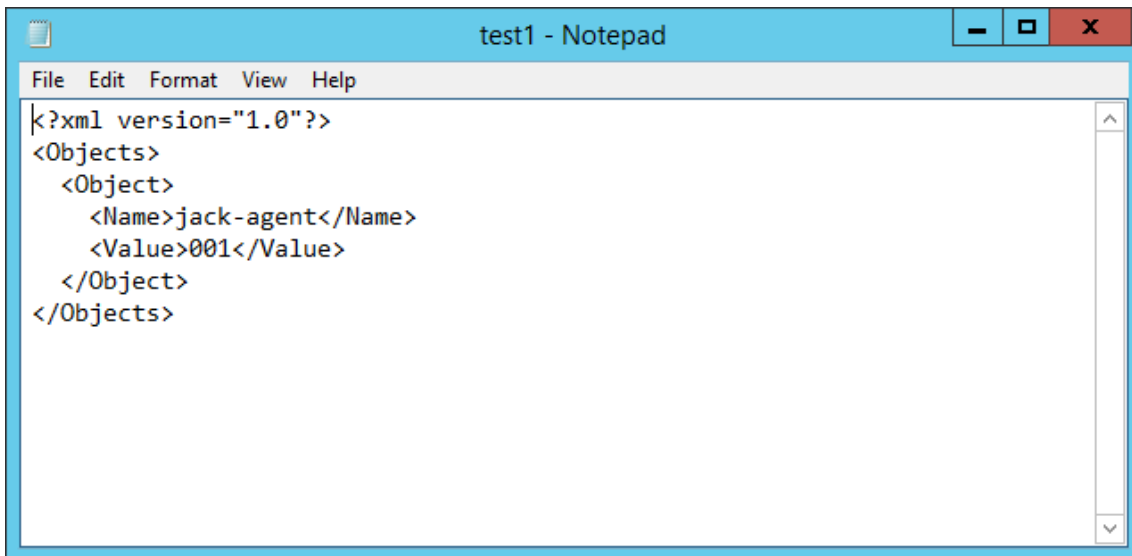 test1 - Notepad
File Edit Format View Help
<?xml version="1.0"?>
<Objects>
  <Object>
    <Name>jack-agent</Name>
    <Value>001</Value>
  </Object>
</Objects>